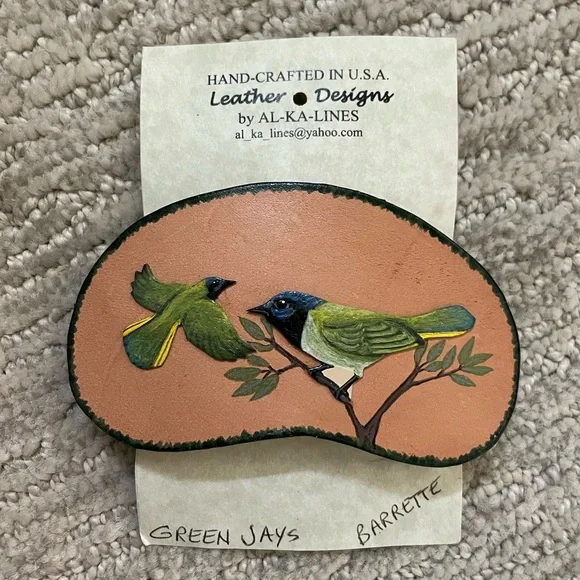 HAND-CRAFTED IN U.S.A.
Leather • Designs
by AL-KA-LINES
al_ka_lines@yahoo.com
GREEN JAYS
BARRETTE